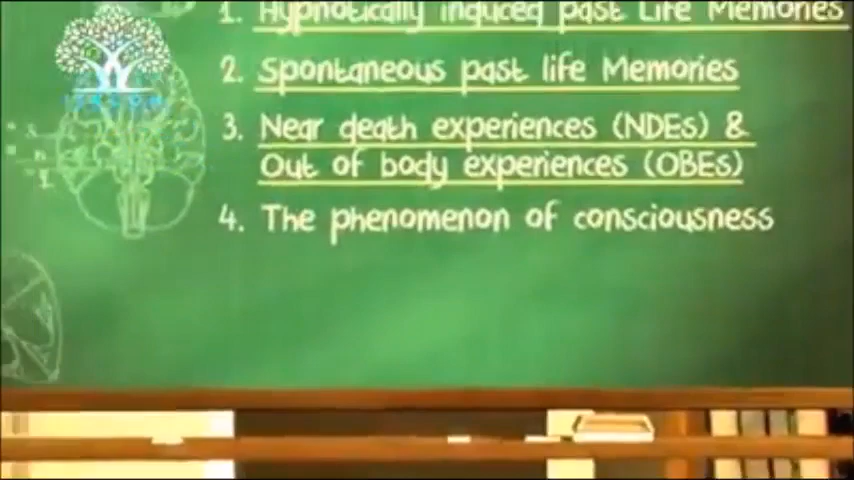 1. Hypnotically induced past Life Memories
2. Spontaneous past life Memories
3. Near death experiences (NDEs) &
Out of body experiences (OBEs)
4. The phenomenon of consciousness